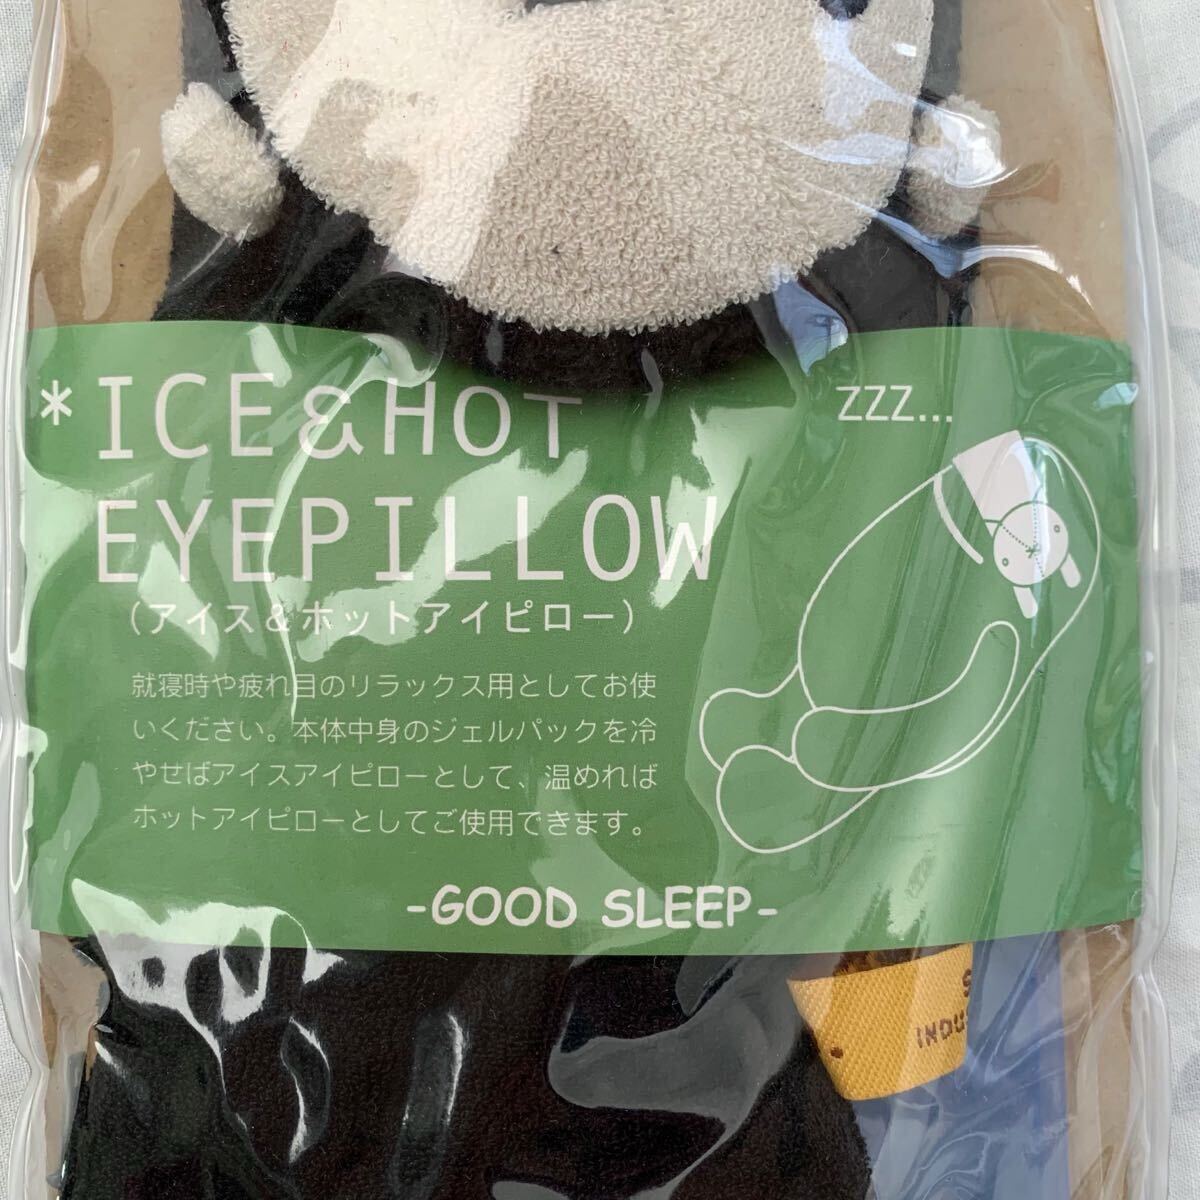 * ICE&HOT
EYEPILLOW
(アイス&ホットアイピロー)
zzz...
就寝時や疲れ目のリラックス用としてお使
いください。本体中身のジェルパックを冷
やせばアイスアイピローとして、温めれば
ホットアイピローとしてご使用できます。
-GOOD SLEEP-